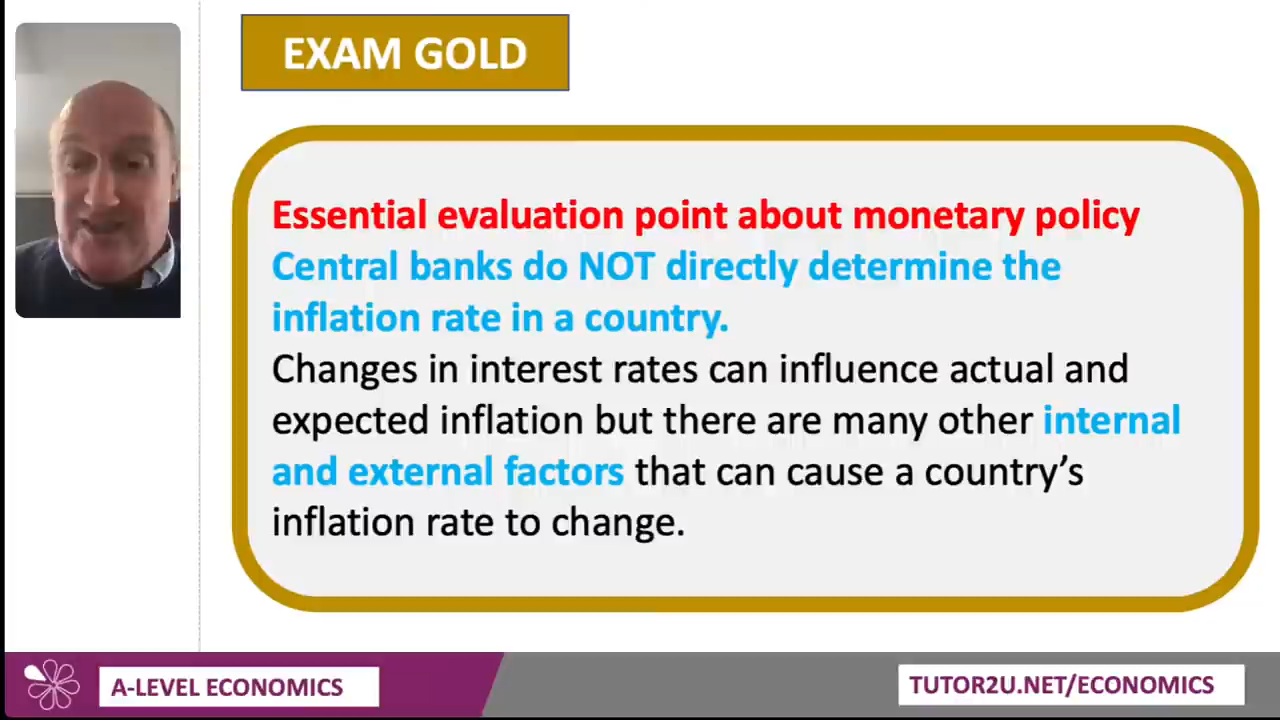 EXAM GOLD
Essential evaluation point about monetary policy
Central banks do NOT directly determine the
inflation rate in a country.
Changes in interest rates can influence actual and
expected inflation but there are many other internal
and external factors that can cause a country’s
inflation rate to change.
A-LEVEL ECONOMICS
TUTOR2U.NET/ECONOMICS